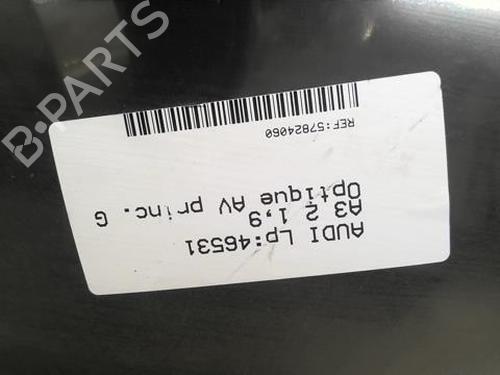 AUDI Lp:46531
A3 2 1,9
Optique AV princ. G
REF:57824060
B-PARTS